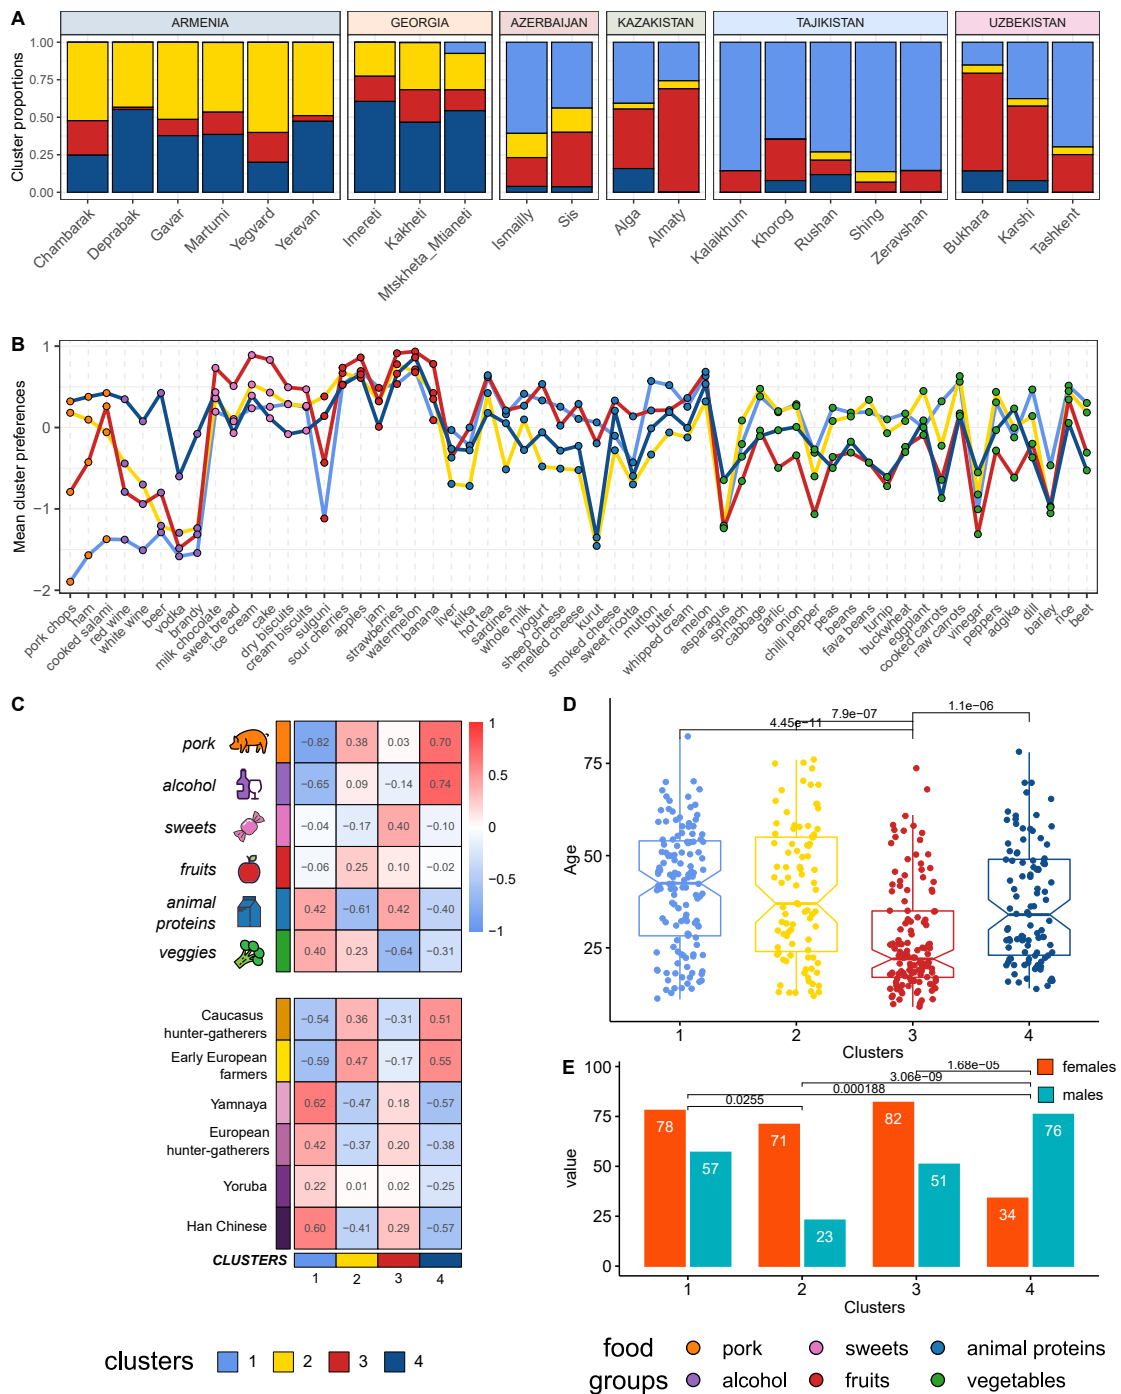 A
ARMENIA
GEORGIA
AZERBAIJAN
KAZAKISTAN
TAJIKISTAN
UZBEKISTAN
Cluster proportions
1.00
0.75
0.50
0.25
0.00
Chambarak
Deprabak
Gavar
Martumi
Yegvard
Yerevan
Imereti
Kakheti
Mtskheta_Mtianeti
Ismailly
Sis
Alga
Almaty
Kalaikhum
Khorog
Rushan
Shing
Zeravshan
Bukhara
Karshi
Tashkent
B
Mean cluster preferences
1
0
−1
−2
pork chops
ham
cooked salami
red wine
white wine
beer
vodka
brandy
milk chocolate
sweet bread
ice cream
cake
dry biscuits
cream biscuits
sulguni
sour cherries
apples
jam
strawberries
watermelon
banana
liver
kilka
hot tea
sardines
whole milk
yogurt
sheep cheese
melted cheese
kurut
smoked cheese
sweet ricotta
mutton
butter
whipped cream
melon
asparagus
spinach
cabbage
garlic
onion
chilli pepper
peas
beans
fava beans
turnip
buckwheat
eggplant
cooked carrots
raw carrots
vinegar
peppers
adgika
dill
barley
rice
beet
C
pork
−0.82 0.38 0.03 0.70
alcohol
−0.65 0.09 −0.14 0.74
sweets
−0.04 −0.17 0.40 −0.10
fruits
−0.06 0.25 0.10 −0.02
animal
proteins
0.42 −0.61 0.42 −0.40
veggies
0.40 0.23 −0.64 −0.31
1
0.5
0
−0.5
−1
Caucasus
hunter-gatherers
−0.54 0.36 −0.31 0.51
Early European
farmers
−0.59 0.47 −0.17 0.55
Yamnaya
0.62 −0.47 0.18 −0.57
European
hunter-gatherers
0.42 −0.37 0.20 −0.38
Yoruba
0.22 0.01 0.02 −0.25
Han Chinese
0.60 −0.41 0.29 −0.57
CLUSTERS
1 2 3 4
D
Age
75
50
25
4.45e−11
7.9e−07
1.1e−06
1 2 3 4
Clusters
E
value
100
75
50
25
0
1.68e−05
3.06e−09
0.000188
0.0255
females
males
78
57
71
23
82
51
34
76
1 2 3 4
Clusters
clusters 1 2 3 4
food
groups
pork
sweets
animal proteins
alcohol
fruits
vegetables